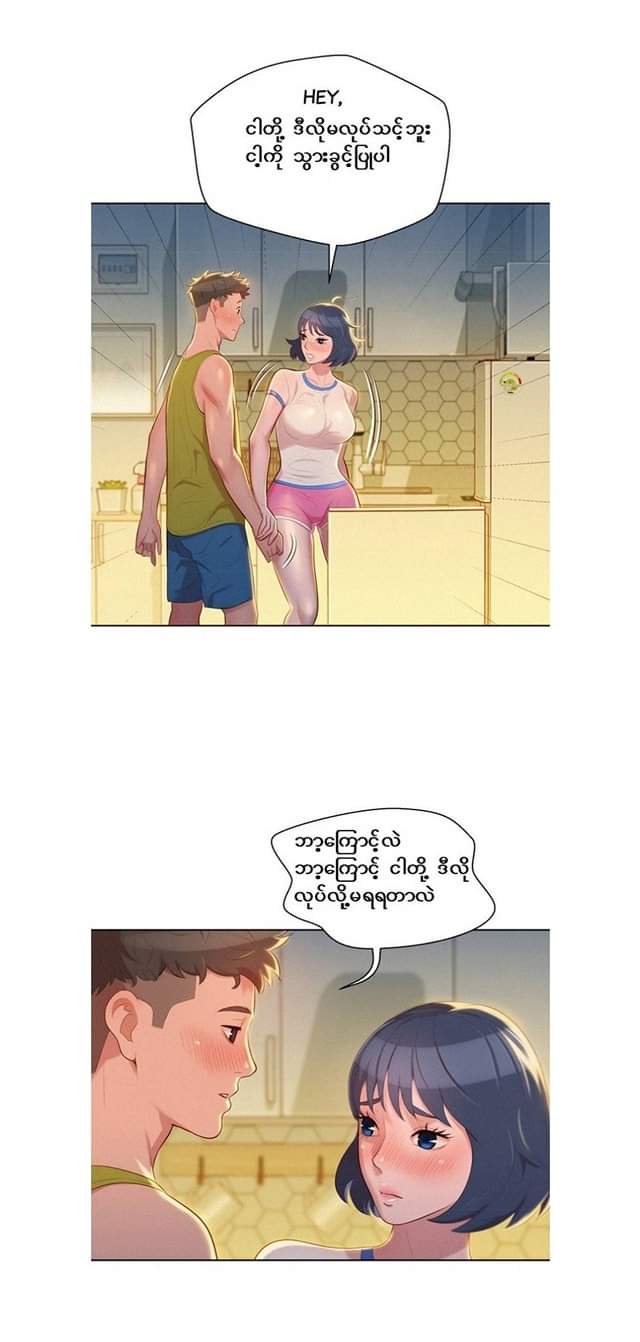 HEY,
ငါတို့ ဒီလိုမလုပ်သင့်ဘူး
ငါ့ကို သွားခွင့်ပြုပါ
ဘာ့ကြောင့်လဲ
ဘာ့ကြောင့် ငါတို့ ဒီလို
လုပ်လို့မရရတာလဲ